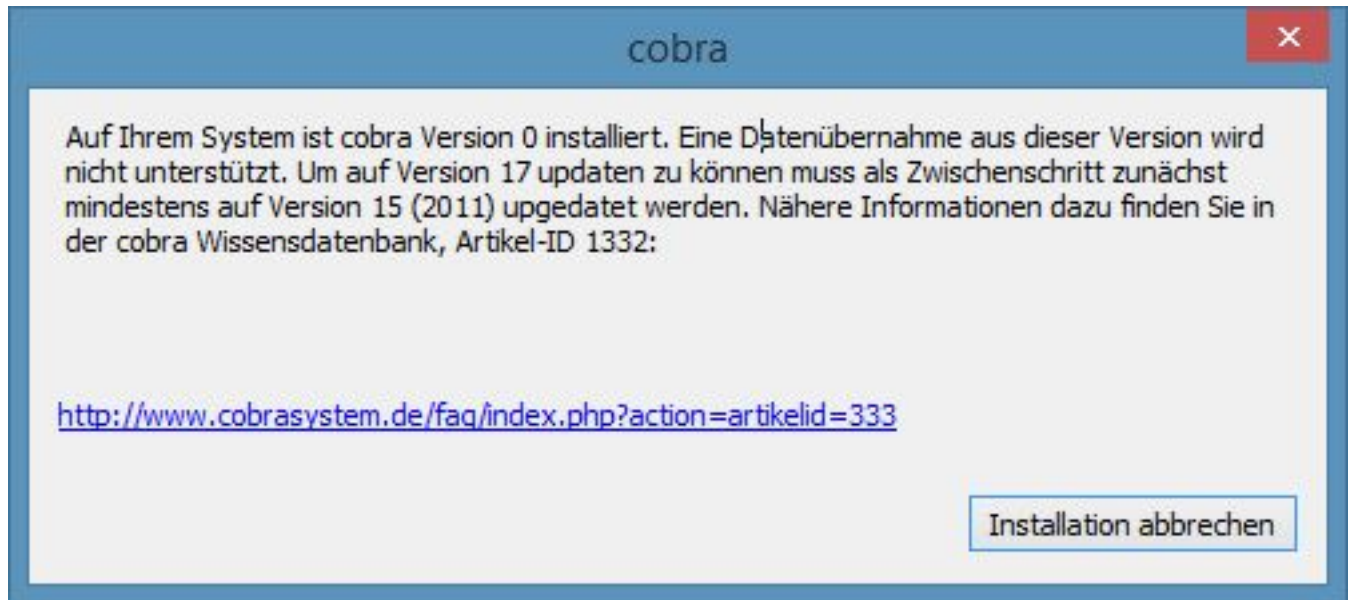 cobra
Auf Ihrem System ist cobra Version 0 installiert. Eine Datenübernahme aus dieser Version wird
nicht unterstützt. Um auf Version 17 updaten zu können muss als Zwischenschritt zunächst
mindestens auf Version 15 (2011) upgedatet werden. Nähere Informationen dazu finden Sie in
der cobra Wissensdatenbank, Artikel-ID 1332:
http://www.cobrasystem.de/faq/index.php?action=artikelid=333
Installation abbrechen